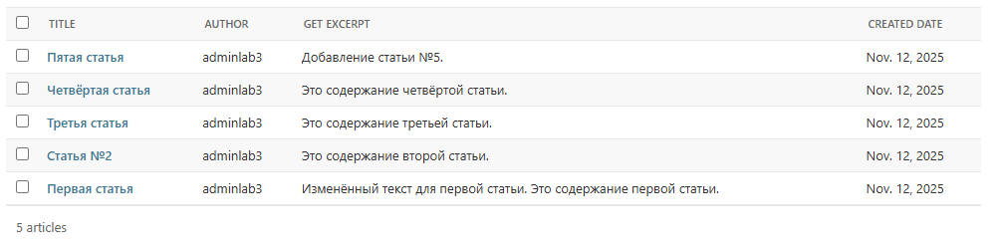 TITLE AUTHOR GET EXCERPT CREATED DATE
Пятая статья adminlab3 Добавление статьи №5. Nov. 12, 2025
Четвёртая статья adminlab3 Это содержание четвёртой статьи. Nov. 12, 2025
Третья статья adminlab3 Это содержание третьей статьи. Nov. 12, 2025
Статья №2 adminlab3 Это содержание второй статьи. Nov. 12, 2025
Первая статья adminlab3 Изменённый текст для первой статьи. Это содержание первой статьи. Nov. 12, 2025
5 articles